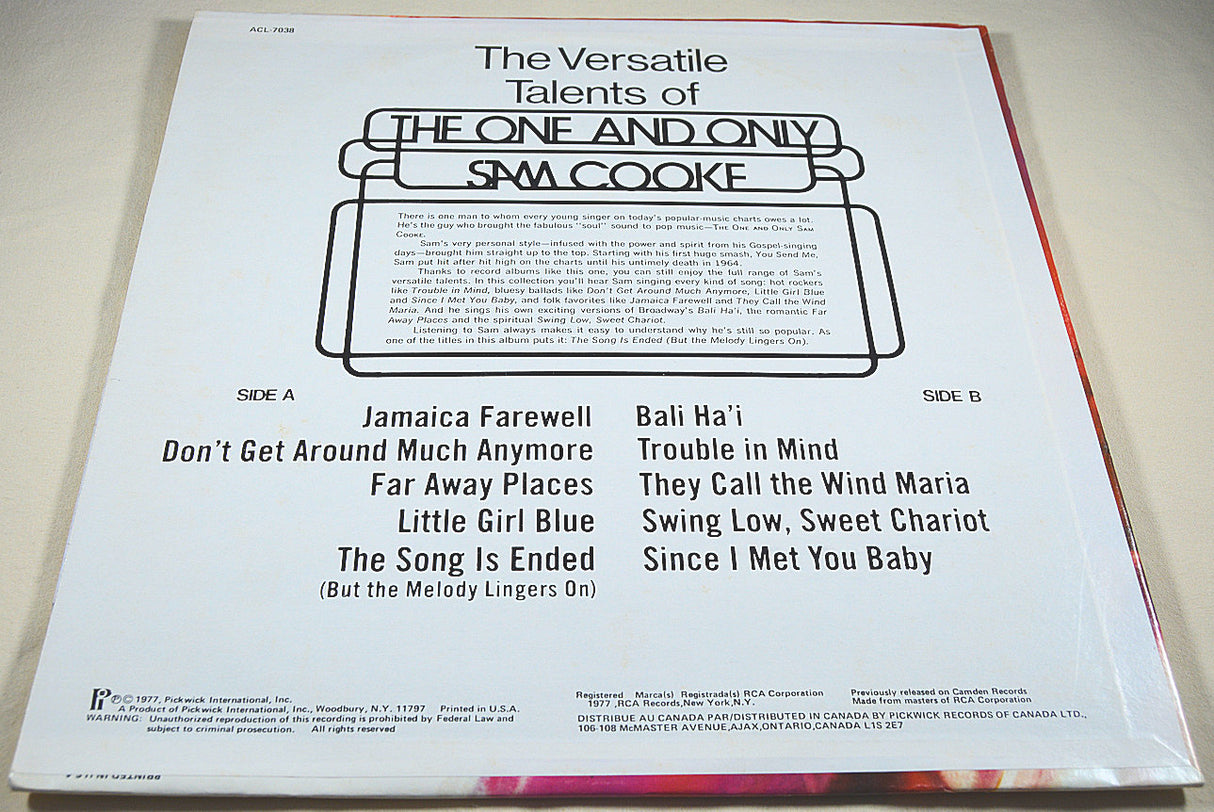 ACL-7038
The Versatile
Talents of
THE ONE AND ONLY
SAM COOKE
There is one man to whom every young singer on today's popular-music charts owes a lot.
He's the guy who brought the fabulous "soul" sound to pop music—THE ONE AND ONLY SAM
COOKE.
Sam's very personal style—infused with the power and spirit from his Gospel-singing
days—brought him straight up to the top. Starting with his first huge smash, You Send Me,
Sam put hit after hit high on the charts until his untimely death in 1964.
Thanks to record albums like this one, you can still enjoy the full range of Sam's
versatile talents. In this collection you'll hear Sam singing every kind of song: hot rockers
like Trouble in Mind, bluesy ballads like Don't Get Around Much Anymore, Little Girl Blue
and Since I Met You Baby, and folk favorites like Jamaica Farewell and They Call the Wind
Maria. And he sings his own exciting versions of Broadway's Bali Ha'i, the romantic Far
Away Places and the spiritual Swing Low, Sweet Chariot.
Listening to Sam always makes it easy to understand why he's still so popular. As
one of the titles in this album puts it: The Song Is Ended (But the Melody Lingers On).
SIDE A
Jamaica Farewell
Don't Get Around Much Anymore
Far Away Places
Little Girl Blue
The Song Is Ended
(But the Melody Lingers On)
SIDE B
Bali Ha'i
Trouble in Mind
They Call the Wind Maria
Swing Low, Sweet Chariot
Since I Met You Baby
℗© 1977, Pickwick International, Inc.
A Product of Pickwick International, Inc., Woodbury, N.Y. 11797 Printed in U.S.A.
WARNING: Unauthorized reproduction of this recording is prohibited by Federal Law and
subject to criminal prosecution. All rights reserved
Registered Marca(s) Registrada(s) RCA Corporation
1977 ,RCA Records,New York,N.Y.
Previously released on Camden Records
Made from masters of RCA Corporation
DISTRIBUE AU CANADA PAR/DISTRIBUTED IN CANADA BY PICKWICK RECORDS OF CANADA LTD.,
106-108 McMASTER AVENUE,AJAX,ONTARIO,CANADA L1S 2E7
PRINTED IN U.S.A.